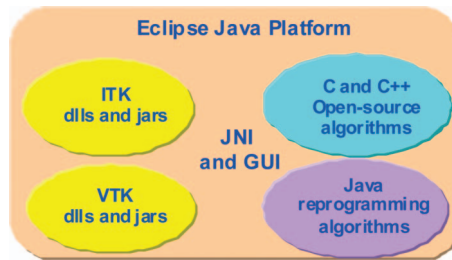 Eclipse Java Platform
ITK
dlls and jars
C and C++
Open-source
algorithms
JNI
and GUI
VTK
dlls and jars
Java
reprogramming
algorithms